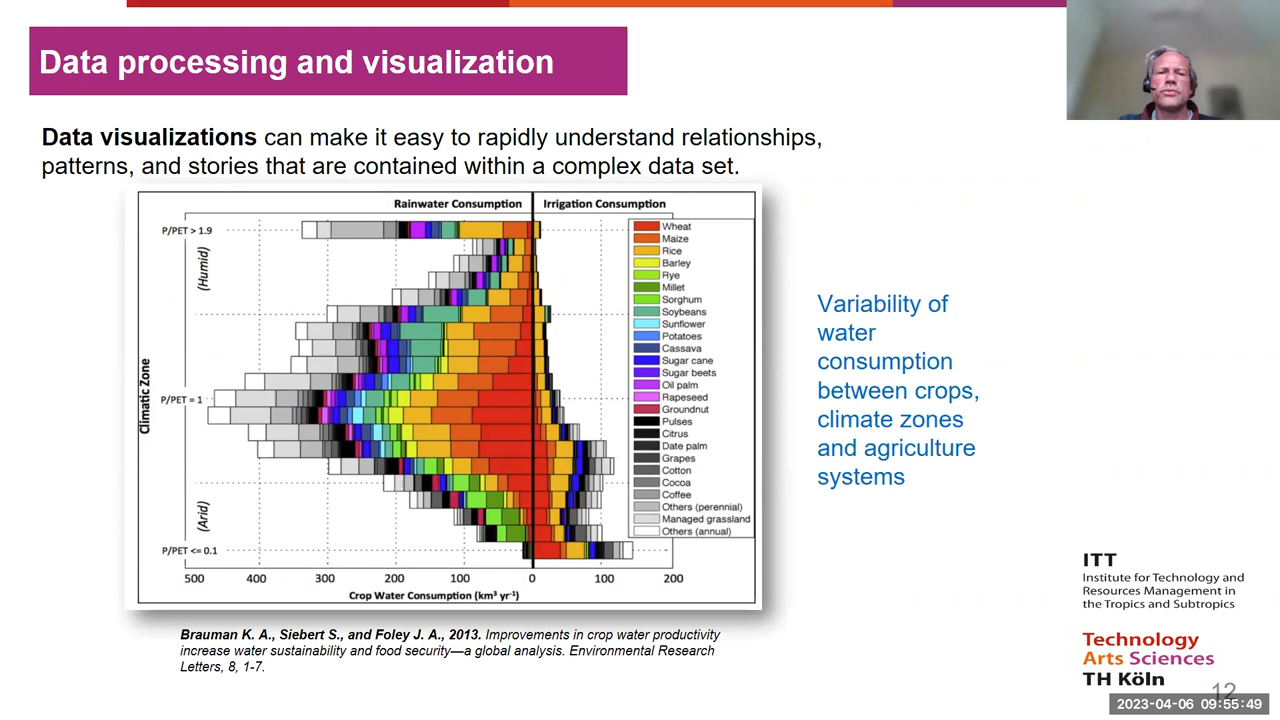 Data processing and visualization
Data visualizations can make it easy to rapidly understand relationships,
patterns, and stories that are contained within a complex data set.
Rainwater Consumption
Irrigation Consumption
P/PET > 1.9
(Humid)
Climatic Zone
P/PET = 1
(Arid)
P/PET <= 0.1
Wheat
Maize
Rice
Barley
Rye
Millet
Sorghum
Soybeans
Sunflower
Potatoes
Cassava
Sugar cane
Sugar beets
Oil palm
Rapeseed
Groundnut
Pulses
Citrus
Date palm
Grapes
Cotton
Cocoa
Coffee
Others (perennial)
Managed grassland
Others (annual)
500 400 300 200 100 0 100 200
Crop Water Consumption (km³ yr⁻¹)
Variability of
water
consumption
between crops,
climate zones
and agriculture
systems
Brauman K. A., Siebert S., and Foley J. A., 2013. Improvements in crop water productivity
increase water sustainability and food security—a global analysis. Environmental Research
Letters, 8, 1-7.
ITT
Institute for Technology and
Resources Management in
the Tropics and Subtropics
Technology
Arts Sciences
TH Köln
12
2023-04-06 09:55:49